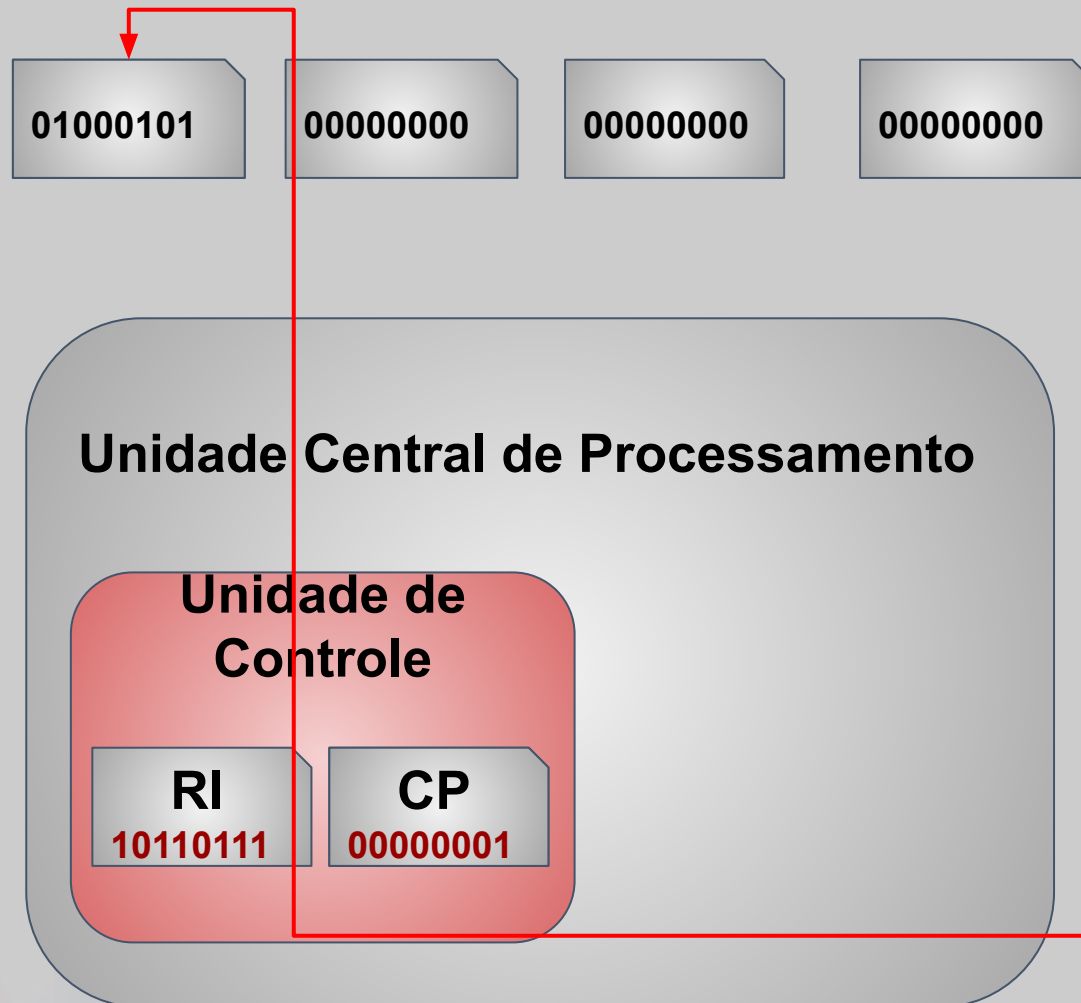 01000101 00000000 00000000 00000000
Unidade Central de Processamento
Unidade de
Controle
RI CP
10110111 00000001